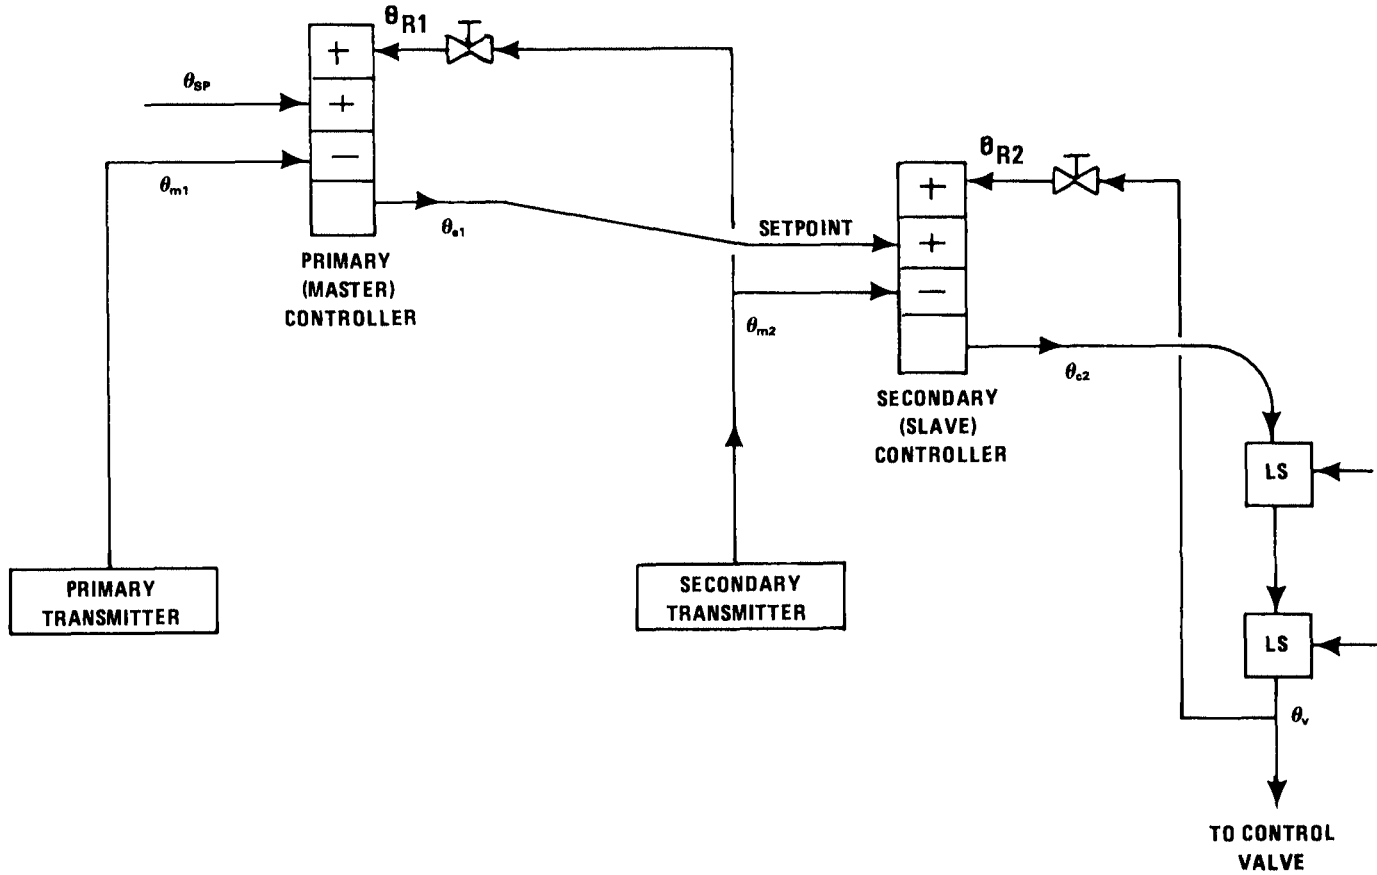 θR1
+
θSP
+
−
θm1
θc1
PRIMARY
(MASTER)
CONTROLLER
θR2
+
SETPOINT
+
−
θm2
θc2
SECONDARY
(SLAVE)
CONTROLLER
LS
PRIMARY
TRANSMITTER
SECONDARY
TRANSMITTER
LS
θv
TO CONTROL
VALVE